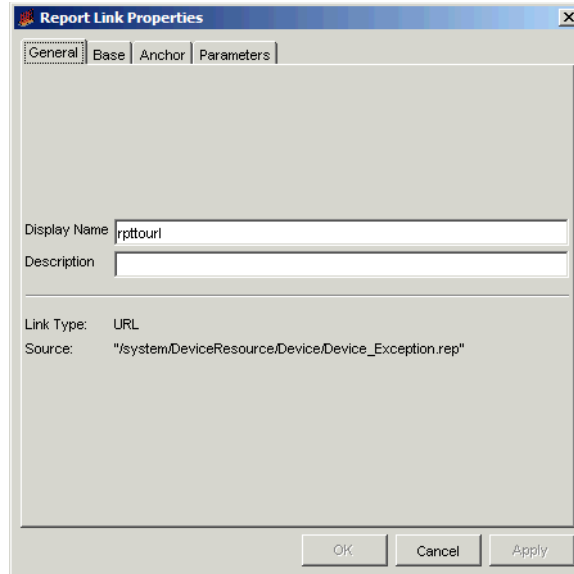 Report Link Properties
General Base Anchor Parameters
Display Name rpttourl
Description
Link Type: URL
Source: "/system/DeviceResource/Device/Device_Exception.rep"
OK Cancel Apply